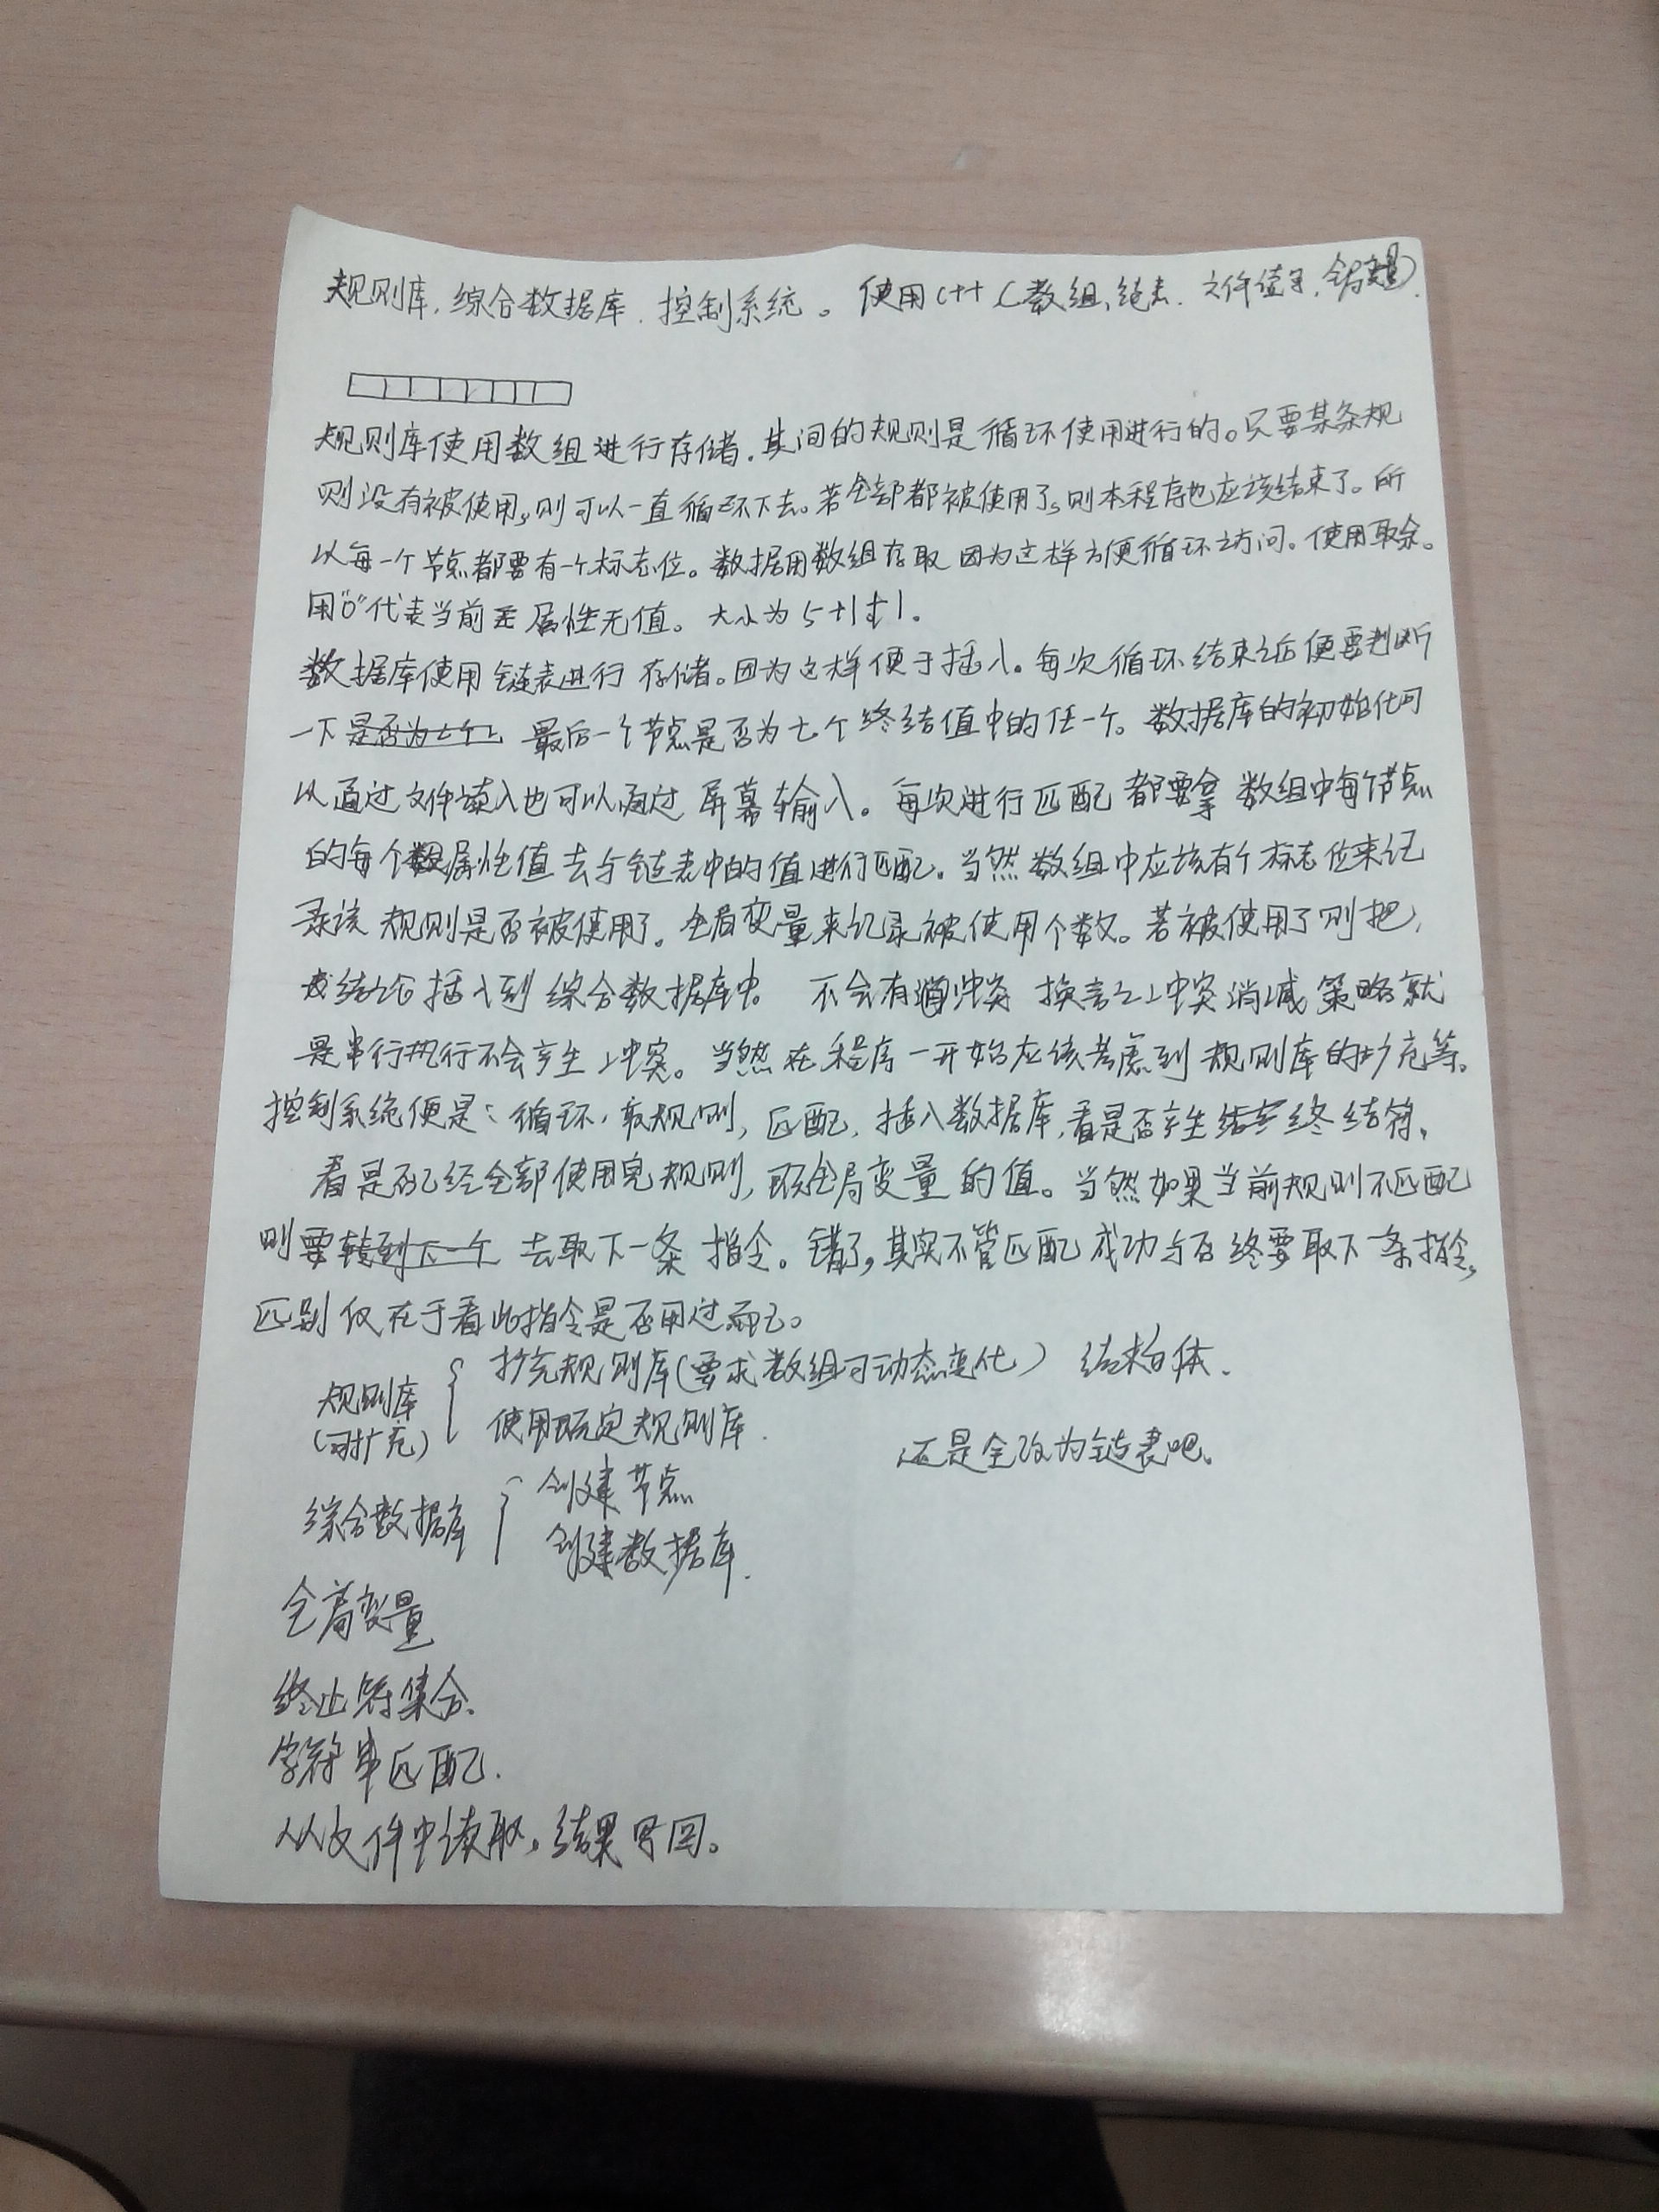 规则库，综合数据库，控制系统。 使用C++（数组，链表，文件读写，全局变量）.
规则库使用数组进行存储，其间的规则是循环使用进行的。只要某条规
则没有被使用，则可以一直循环下去。若全部都被使用了，则本程序也应该结束了。所
以每一个节点都要有一个标志位。数据用数组存取 因为这样方便循环访问。使用取余。
用"0"代表当前属性无值。大小为5+1+1。
数据库使用链表进行存储。因为这样便于插入。每次循环结束之后便要判断
一下 最后一个节点是否为七个终结值中的任一个。数据库的初始化可
以通过文件读入也可以通过屏幕输入。每次进行匹配都要拿数组中每个节点
的每个属性值去与链表中的值进行匹配。当然数组中应该有个标志位来记
录该规则是否被使用了。全局变量来记录被使用个数。若被使用了则把
结论插入到综合数据库中。不会有冲突 换言之冲突消减策略就
是串行执行不会产生冲突。当然在程序一开始应该考虑到规则库的扩充等。
控制系统便是：循环，取规则，匹配，插入数据库，看是否产生终结符，
看是否已经全部使用完规则，取全局变量的值。当然如果当前规则不匹配
则要 去取下一条指令。错了，其实不管匹配成功与否终要取下一条指令，
区别仅在于看此指令是否用过而已。
规则库（可扩充）
扩充规则库（要求数组可动态变化） 结构体.
使用既定规则库.
还是全改为链表吧。
综合数据库
创建节点
创建数据库.
全局变量
终止符集合.
字符串匹配.
从文件中读取，结果写回。